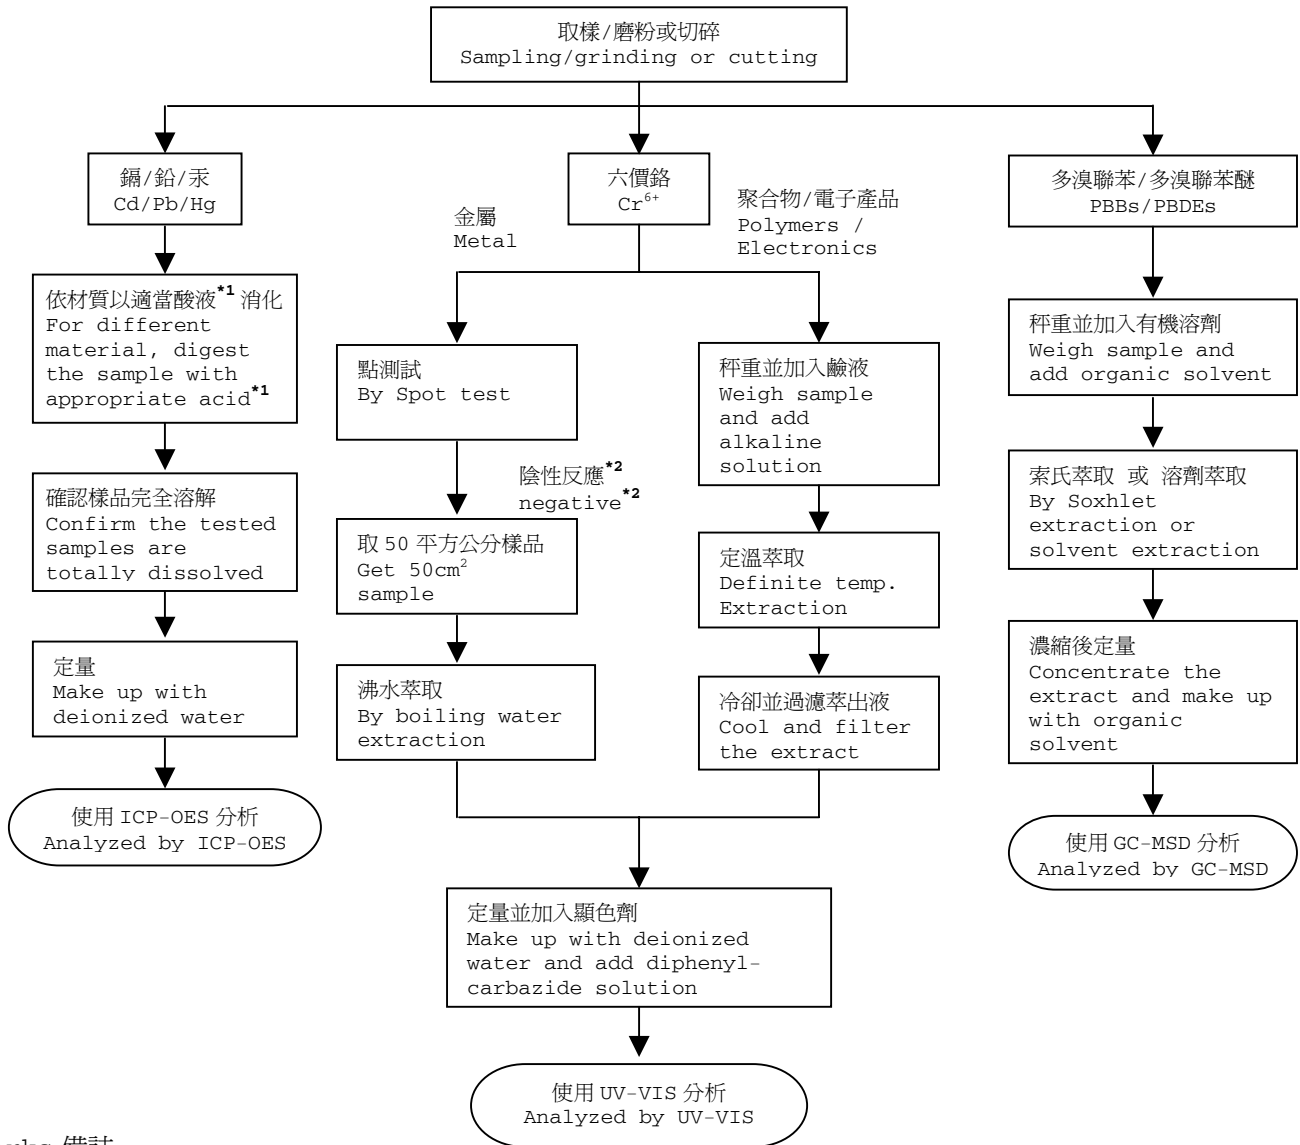 取樣/磨粉或切碎
Sampling/grinding or cutting
鎘/鉛/汞
Cd/Pb/Hg
依材質以適當酸液*1 消化
For different
material, digest
the sample with
appropriate acid*1
確認樣品完全溶解
Confirm the tested
samples are
totally dissolved
定量
Make up with
deionized water
使用 ICP-OES 分析
Analyzed by ICP-OES
六價鉻
Cr6+
金屬
Metal
點測試
By Spot test
陰性反應*2
negative*2
取 50 平方公分樣品
Get 50cm2
sample
沸水萃取
By boiling water
extraction
聚合物/電子產品
Polymers /
Electronics
秤重並加入鹼液
Weigh sample
and add
alkaline
solution
定溫萃取
Definite temp.
Extraction
冷卻並過濾萃出液
Cool and filter
the extract
定量並加入顯色劑
Make up with deionized
water and add diphenyl-
carbazide solution
使用 UV-VIS 分析
Analyzed by UV-VIS
多溴聯苯/多溴聯苯醚
PBBs/PBDEs
秤重並加入有機溶劑
Weigh sample and
add organic solvent
索氏萃取 或 溶劑萃取
By Soxhlet
extraction or
solvent extraction
濃縮後定量
Concentrate the
extract and make up
with organic
solvent
使用 GC-MSD 分析
Analyzed by GC-MSD
備註